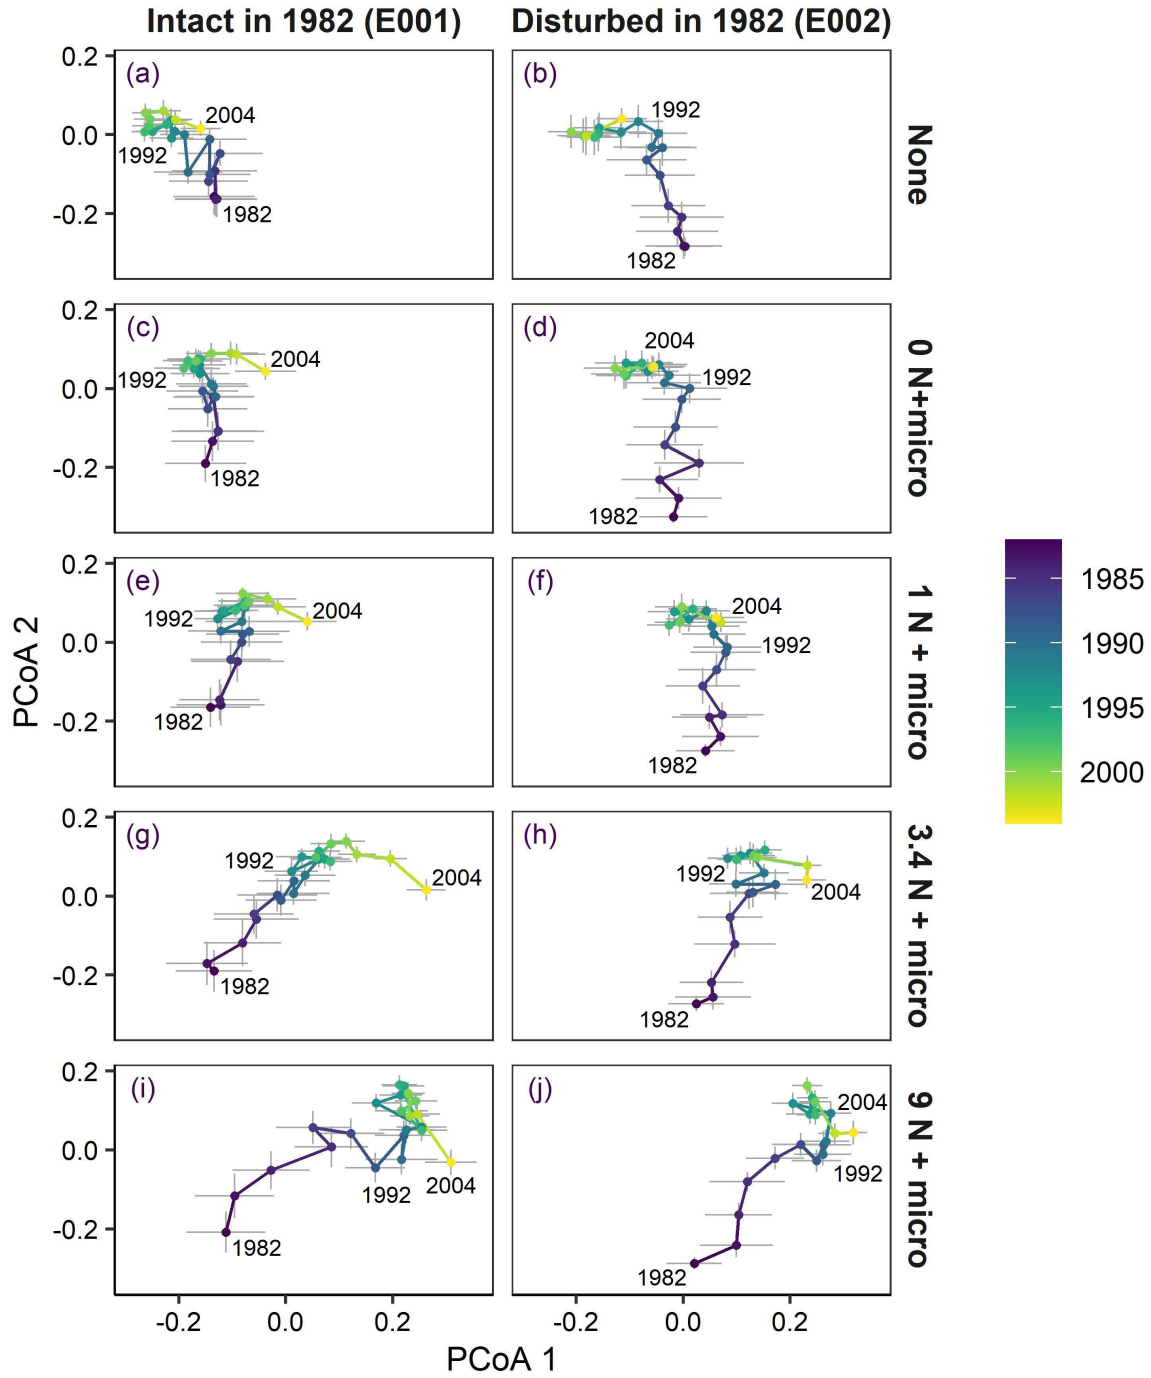 Intact in 1982 (E001)
Disturbed in 1982 (E002)
0.2
0.0
-0.2
(a)
2004
1992
1982
(b)
1992
1982
None
0.2
0.0
-0.2
(c)
2004
1992
1982
(d)
2004
1992
1982
0 N+micro
0.2
0.0
-0.2
(e)
1992
2004
1982
(f)
2004
1992
1982
1 N + micro
0.2
0.0
-0.2
(g)
1992
2004
1982
(h)
1992
2004
1982
3.4 N + micro
0.2
0.0
-0.2
(i)
1992
2004
1982
(j)
2004
1992
1982
9 N + micro
-0.2
0.0
0.2
-0.2
0.0
0.2
PCoA 1
PCoA 2
1985
1990
1995
2000